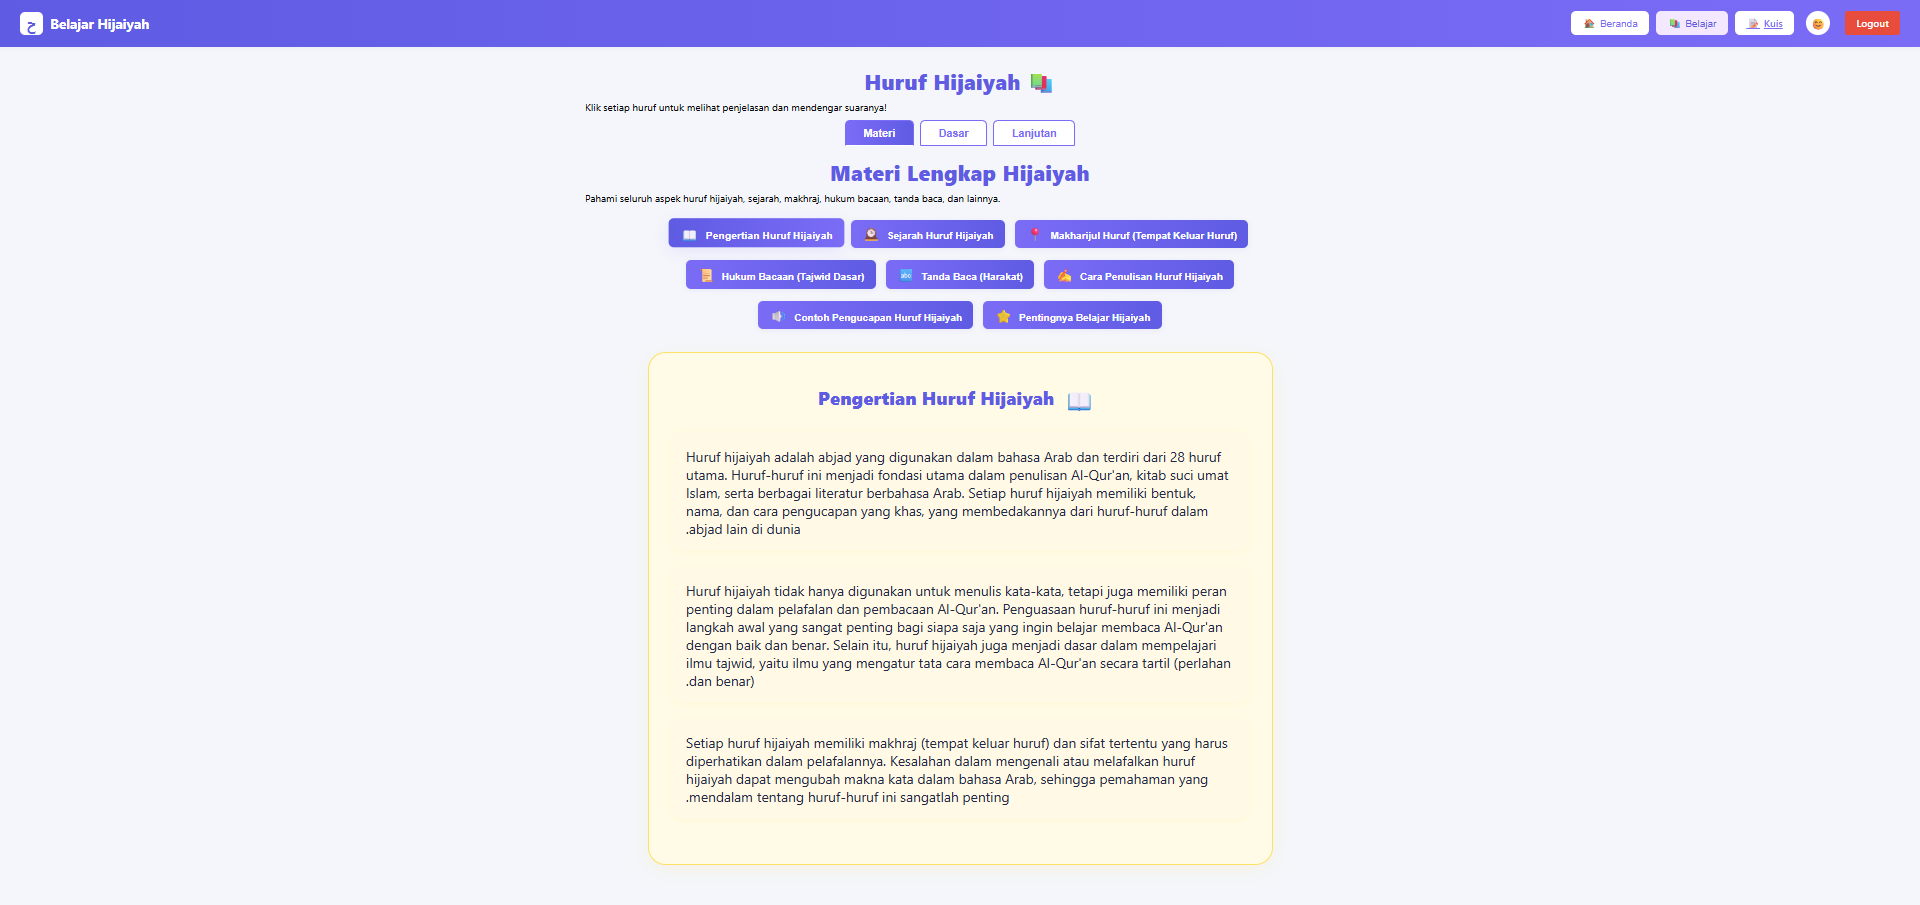 ج Belajar Hijaiyah
Beranda
Belajar
Kuis
Logout
Huruf Hijaiyah
Klik setiap huruf untuk melihat penjelasan dan mendengar suaranya!
Materi
Dasar
Lanjutan
Materi Lengkap Hijaiyah
Pahami seluruh aspek huruf hijaiyah, sejarah, makhraj, hukum bacaan, tanda baca, dan lainnya.
Pengertian Huruf Hijaiyah
Sejarah Huruf Hijaiyah
Makharijul Huruf (Tempat Keluar Huruf)
Hukum Bacaan (Tajwid Dasar)
Tanda Baca (Harakat)
Cara Penulisan Huruf Hijaiyah
Contoh Pengucapan Huruf Hijaiyah
Pentingnya Belajar Hijaiyah
Pengertian Huruf Hijaiyah
Huruf hijaiyah adalah abjad yang digunakan dalam bahasa Arab dan terdiri dari 28 huruf
utama. Huruf-huruf ini menjadi fondasi utama dalam penulisan Al-Qur'an, kitab suci umat
Islam, serta berbagai literatur berbahasa Arab. Setiap huruf hijaiyah memiliki bentuk,
nama, dan cara pengucapan yang khas, yang membedakannya dari huruf-huruf dalam
.abjad lain di dunia
Huruf hijaiyah tidak hanya digunakan untuk menulis kata-kata, tetapi juga memiliki peran
penting dalam pelafalan dan pembacaan Al-Qur'an. Penguasaan huruf-huruf ini menjadi
langkah awal yang sangat penting bagi siapa saja yang ingin belajar membaca Al-Qur'an
dengan baik dan benar. Selain itu, huruf hijaiyah juga menjadi dasar dalam mempelajari
ilmu tajwid, yaitu ilmu yang mengatur tata cara membaca Al-Qur'an secara tartil (perlahan
.dan benar)
Setiap huruf hijaiyah memiliki makhraj (tempat keluar huruf) dan sifat tertentu yang harus
diperhatikan dalam pelafalannya. Kesalahan dalam mengenali atau melafalkan huruf
hijaiyah dapat mengubah makna kata dalam bahasa Arab, sehingga pemahaman yang
.mendalam tentang huruf-huruf ini sangatlah penting